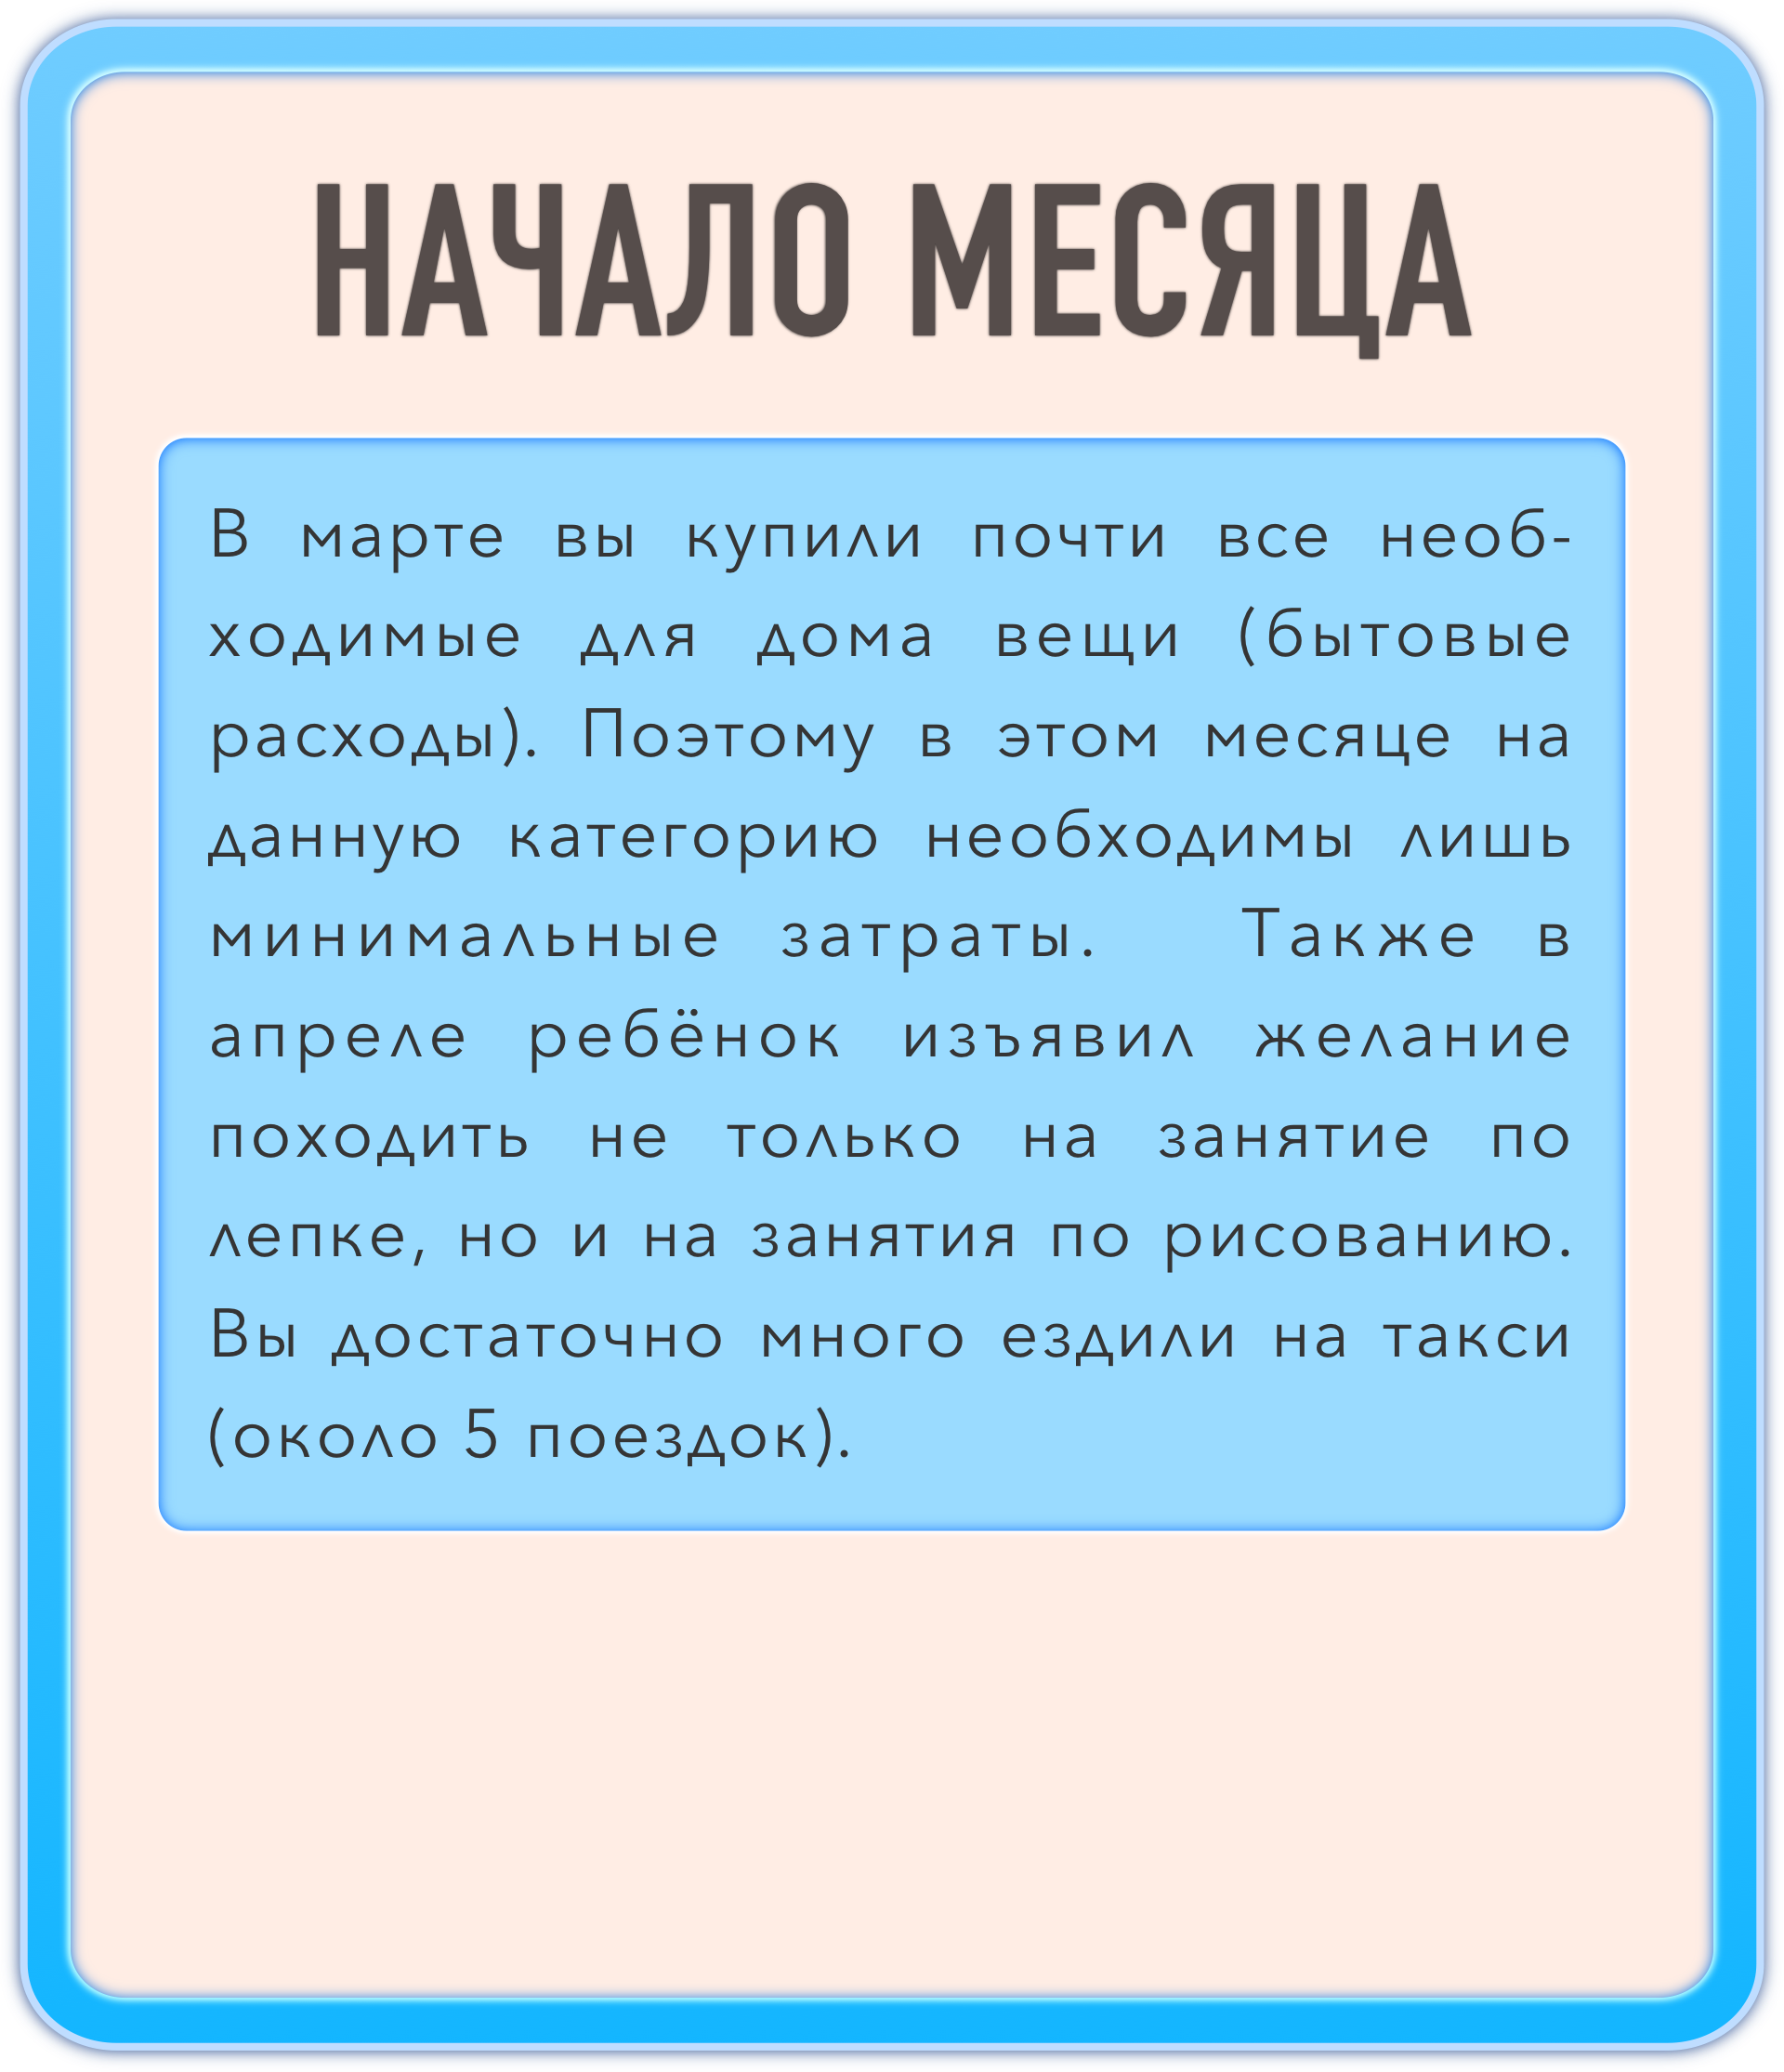 НАЧАЛО МЕСЯЦА
В марте вы купили почти все необ-
ходимые для дома вещи (бытовые
расходы). Поэтому в этом месяце на
данную категорию необходимы лишь
минимальные затраты. Также в
апреле ребёнок изъявил желание
походить не только на занятие по
лепке, но и на занятия по рисованию.
Вы достаточно много ездили на такси
(около 5 поездок).